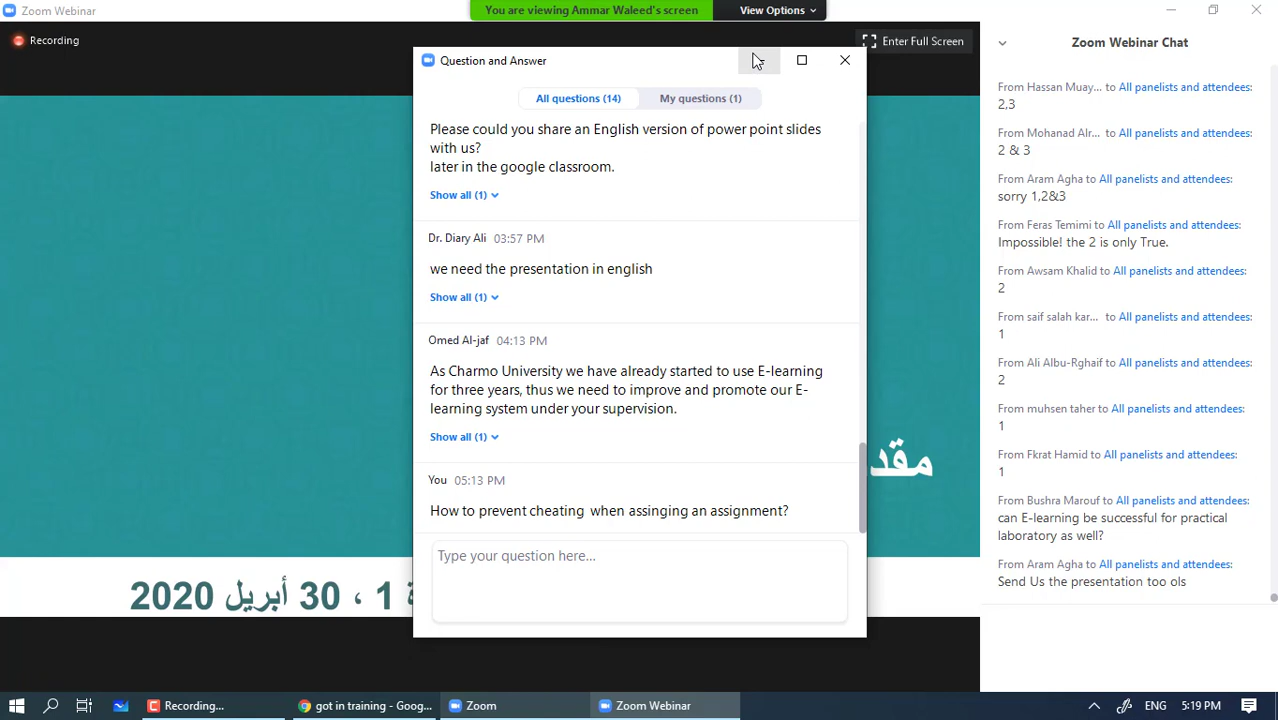 Zoom Webinar
You are viewing Ammar Waleed's screen
View Options
Recording
Enter Full Screen
Question and Answer
All questions (14)
My questions (1)
Please could you share an English version of power point slides
with us?
later in the google classroom.
Show all (1)
Dr. Diary Ali 03:57 PM
we need the presentation in english
Show all (1)
Omed Al-jaf 04:13 PM
As Charmo University we have already started to use E-learning
for three years, thus we need to improve and promote our E-
learning system under your supervision.
Show all (1)
You 05:13 PM
How to prevent cheating when assinging an assignment?
Type your question here...
مقد
1 ، 30 أبريل 2020
Zoom Webinar Chat
From Hassan Muay... to All panelists and attendees:
2,3
From Mohanad Alr... to All panelists and attendees:
2 & 3
From Aram Agha to All panelists and attendees:
sorry 1,2&3
From Feras Temimi to All panelists and attendees:
Impossible! the 2 is only True.
From Awsam Khalid to All panelists and attendees:
2
From saif salah kar... to All panelists and attendees:
1
From Ali Albu-Rghaif to All panelists and attendees:
2
From muhsen taher to All panelists and attendees:
1
From Fkrat Hamid to All panelists and attendees:
1
From Bushra Marouf to All panelists and attendees:
can E-learning be successful for practical
laboratory as well?
From Aram Agha to All panelists and attendees:
Send Us the presentation too ols
Recording...
got in training - Goog...
Zoom
Zoom Webinar
5:19 PM